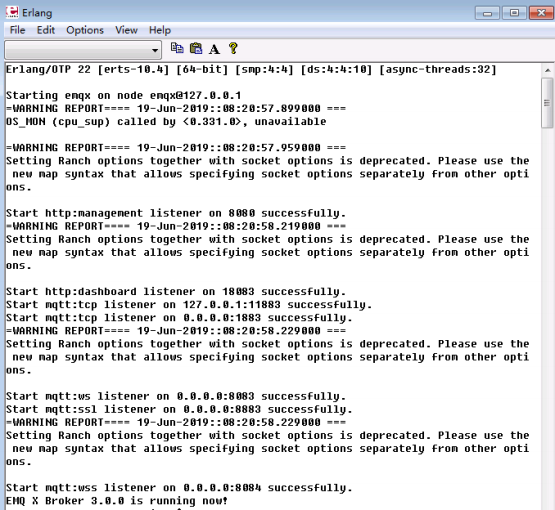 Erlang
File Edit Options View Help
Erlang/OTP 22 [erts-10.4] [64-bit] [smp:4:4] [ds:4:4:10] [async-threads:32]
Starting emqx on node emqx@127.0.0.1
=WARNING REPORT==== 19-Jun-2019::08:20:57.899000 ===
OS_MON (cpu_sup) called by <0.331.0>, unavailable
=WARNING REPORT==== 19-Jun-2019::08:20:57.959000 ===
Setting Ranch options together with socket options is deprecated. Please use the
 new map syntax that allows specifying socket options separately from other opti
ons.
Start http:management listener on 8080 successfully.
=WARNING REPORT==== 19-Jun-2019::08:20:58.219000 ===
Setting Ranch options together with socket options is deprecated. Please use the
 new map syntax that allows specifying socket options separately from other opti
ons.
Start http:dashboard listener on 18083 successfully.
Start mqtt:tcp listener on 127.0.0.1:11883 successfully.
Start mqtt:tcp listener on 0.0.0.0:1883 successfully.
=WARNING REPORT==== 19-Jun-2019::08:20:58.229000 ===
Setting Ranch options together with socket options is deprecated. Please use the
 new map syntax that allows specifying socket options separately from other opti
ons.
Start mqtt:ws listener on 0.0.0.0:8083 successfully.
Start mqtt:ssl listener on 0.0.0.0:8883 successfully.
=WARNING REPORT==== 19-Jun-2019::08:20:58.229000 ===
Setting Ranch options together with socket options is deprecated. Please use the
 new map syntax that allows specifying socket options separately from other opti
ons.
Start mqtt:wss listener on 0.0.0.0:8084 successfully.
EMQ X Broker 3.0.0 is running now!